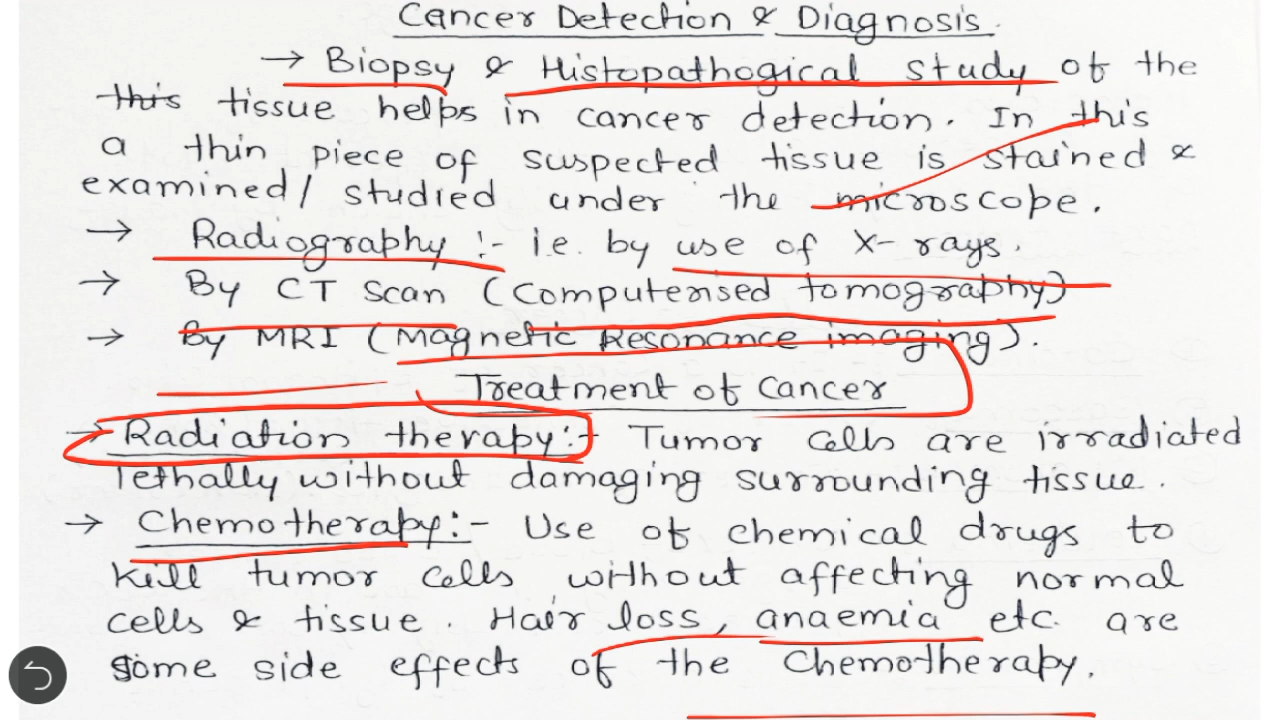 Cancer Detection & Diagnosis.
→ Biopsy & Histopathogical study of the
this tissue helps in cancer detection. In this
a thin piece of suspected tissue is stained &
examined/ studied under the microscope.
→ Radiography :- i.e. by use of X-rays.
→ By CT Scan (Computerised tomography)
→ By MRI (Magnetic Resonance imaging).
Treatment of Cancer
→ Radiation therapy:- Tumor cells are irradiated
lethally without damaging surrounding tissue.
→ Chemotherapy:- Use of chemical drugs to
kill tumor cells without affecting normal
cells & tissue. Hair loss, anaemia etc. are
some side effects of the Chemotherapy.